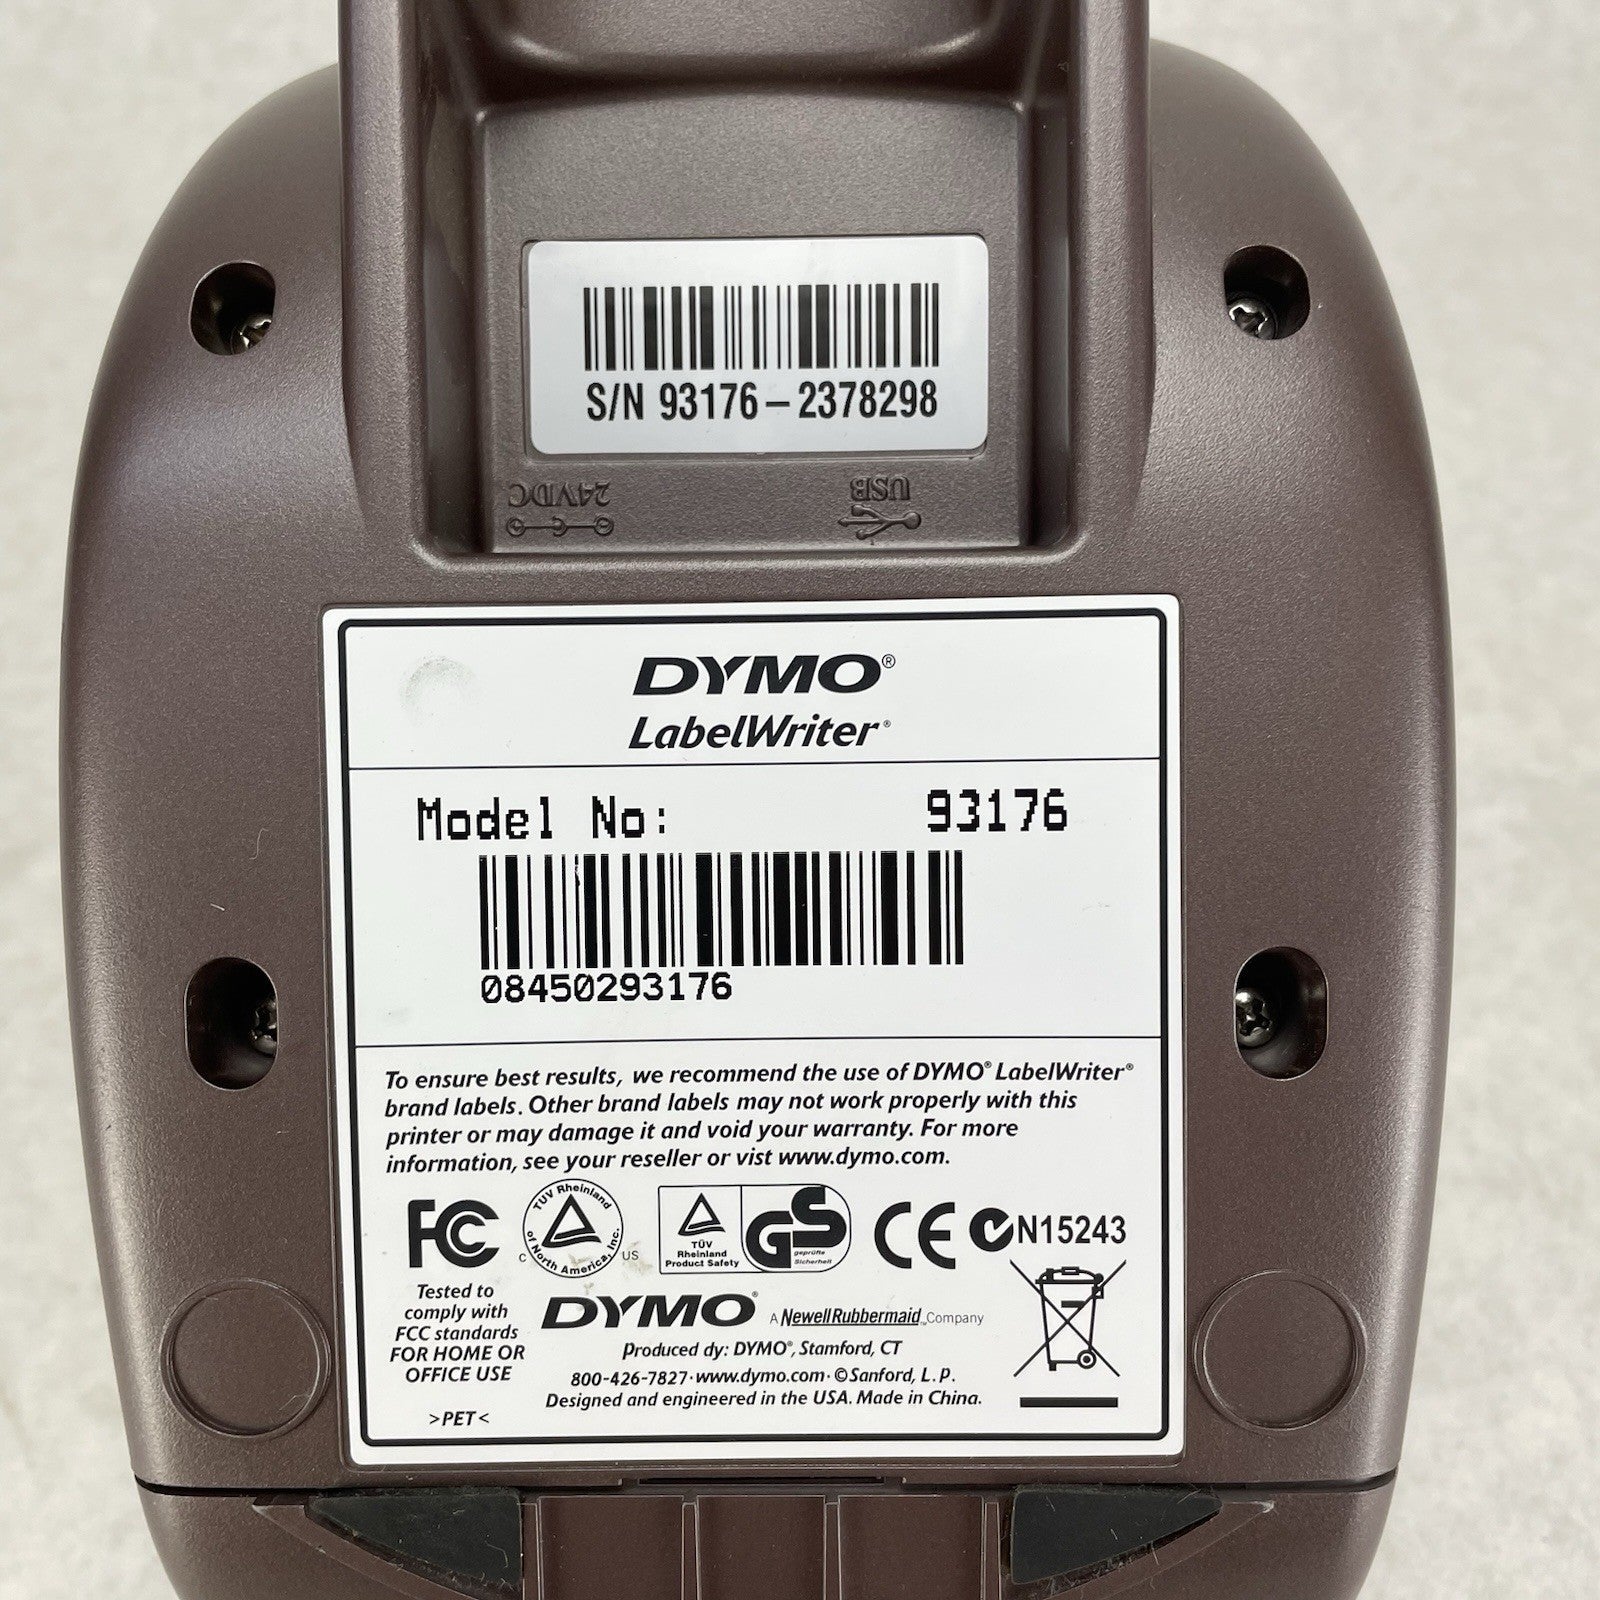 S/N 93176-2378298
24VDC USB
DYMO®
LabelWriter®
Model No: 93176
08450293176
To ensure best results, we recommend the use of DYMO® LabelWriter®
brand labels. Other brand labels may not work properly with this
printer or may damage it and void your warranty. For more
information, see your reseller or vist www.dymo.com.
FC
TÜV Rheinland
of North America, Inc.
C US
TÜV
Rheinland
Product Safety
GS
geprüfte
Sicherheit
CE
N15243
Tested to
comply with
FCC standards
FOR HOME OR
OFFICE USE
>PET<
DYMO® A NewellRubbermaid™ Company
Produced dy: DYMO®, Stamford, CT
800-426-7827·www.dymo.com·©Sanford, L.P.
Designed and engineered in the USA. Made in China.